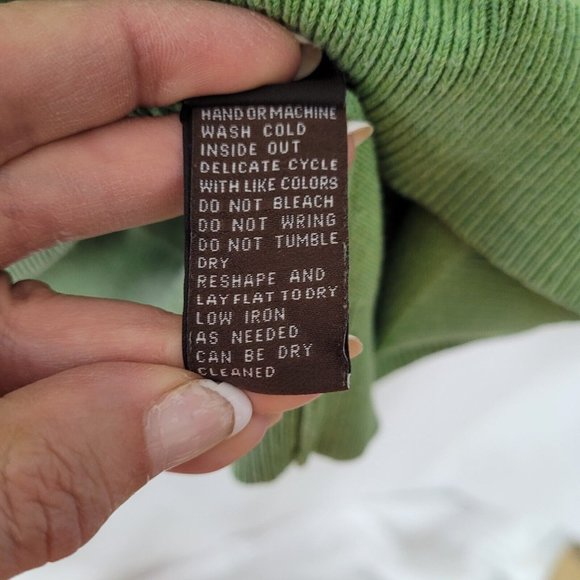 HAND OR MACHINE
WASH COLD
INSIDE OUT
DELICATE CYCLE
WITH LIKE COLORS
DO NOT BLEACH
DO NOT WRING
DO NOT TUMBLE
DRY
RESHAPE AND
LAY FLAT TO DRY
LOW IRON
AS NEEDED
CAN BE DRY
CLEANED